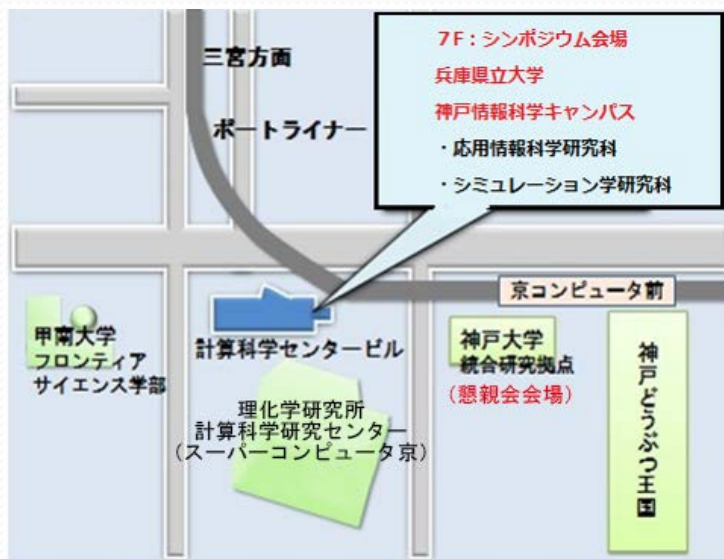 三宮方面
ポートライナー
7F：シンポジウム会場
兵庫県立大学
神戸情報科学キャンパス
・応用情報科学研究科
・シミュレーション学研究科
京コンピュータ前
甲南大学
フロンティア
サイエンス学部
計算科学センタービル
理化学研究所
計算科学研究センター
（スーパーコンピュータ京）
神戸大学
統合研究拠点
（懇親会会場）
神戸どうぶつ王国